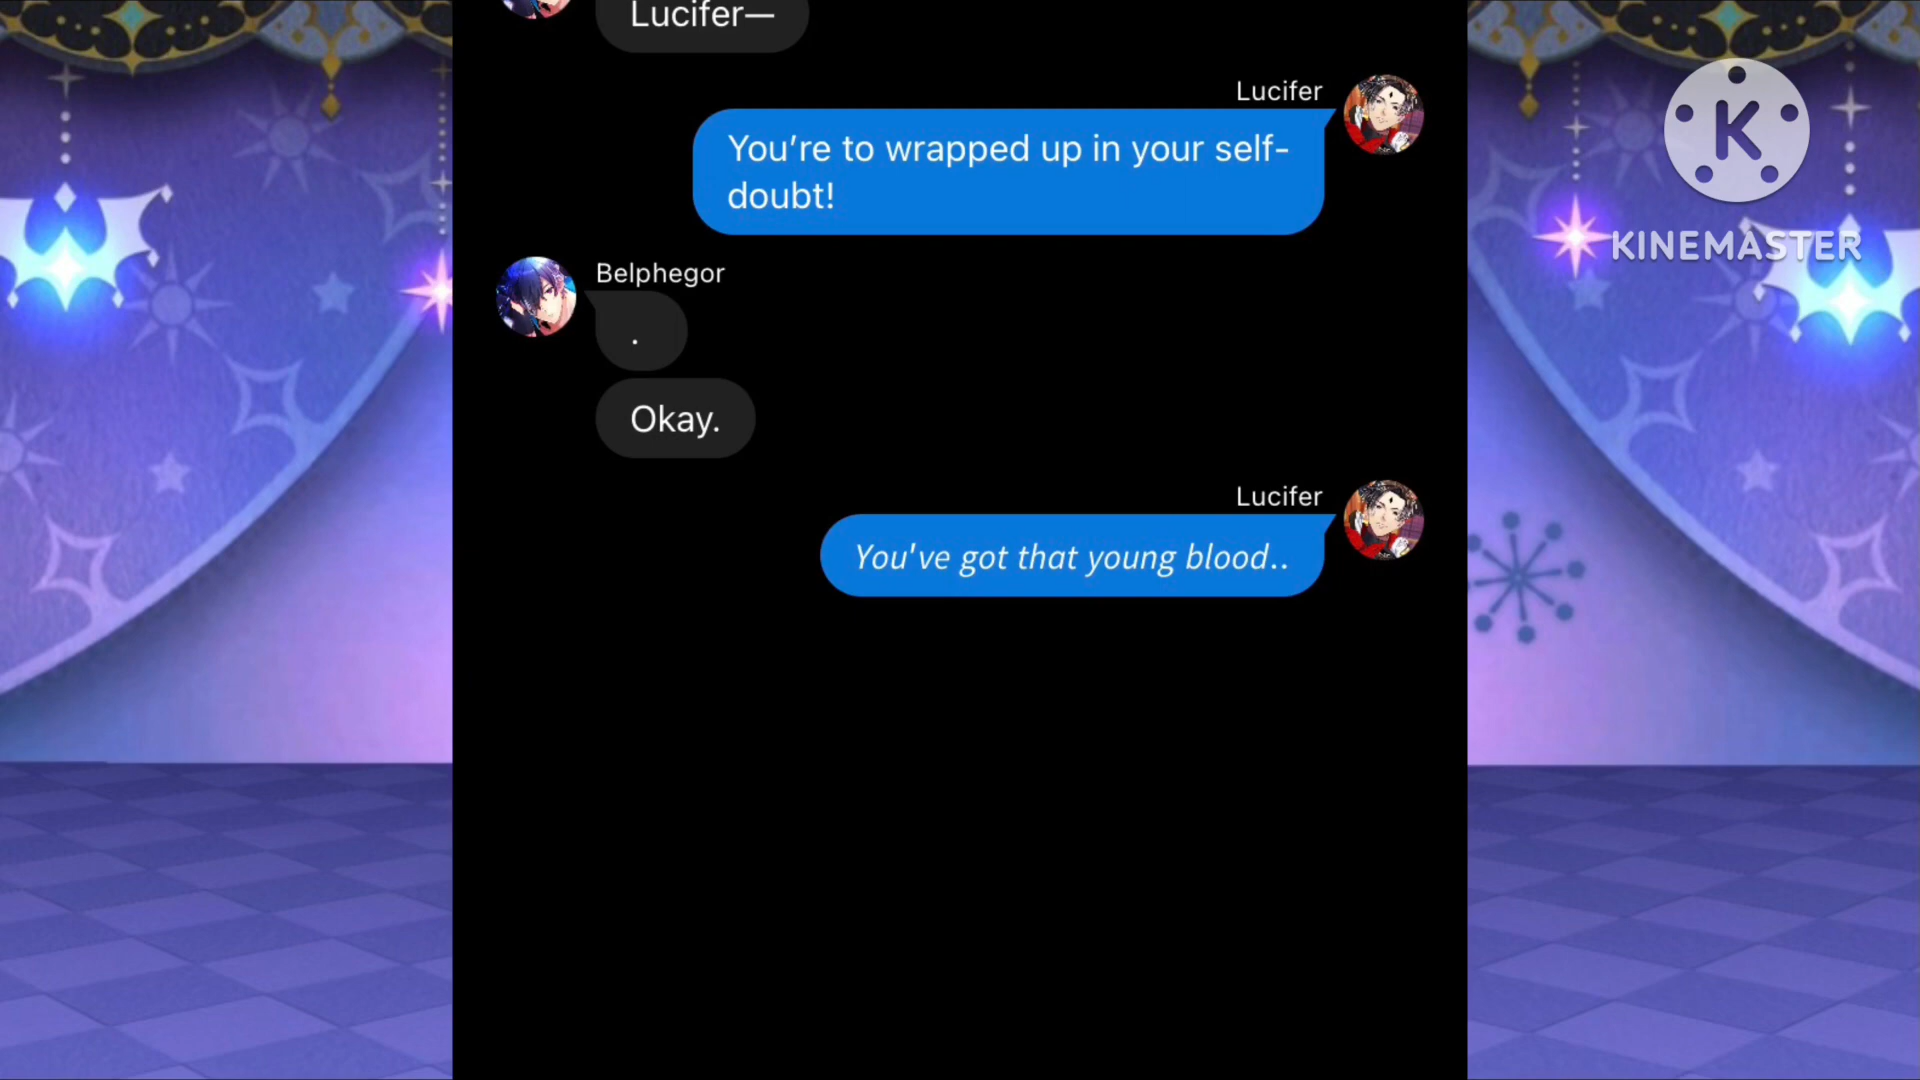 Lucifer—
Lucifer
You’re to wrapped up in your self-
doubt!
Belphegor
.
Okay.
Lucifer
You've got that young blood..
K
KINEMASTER